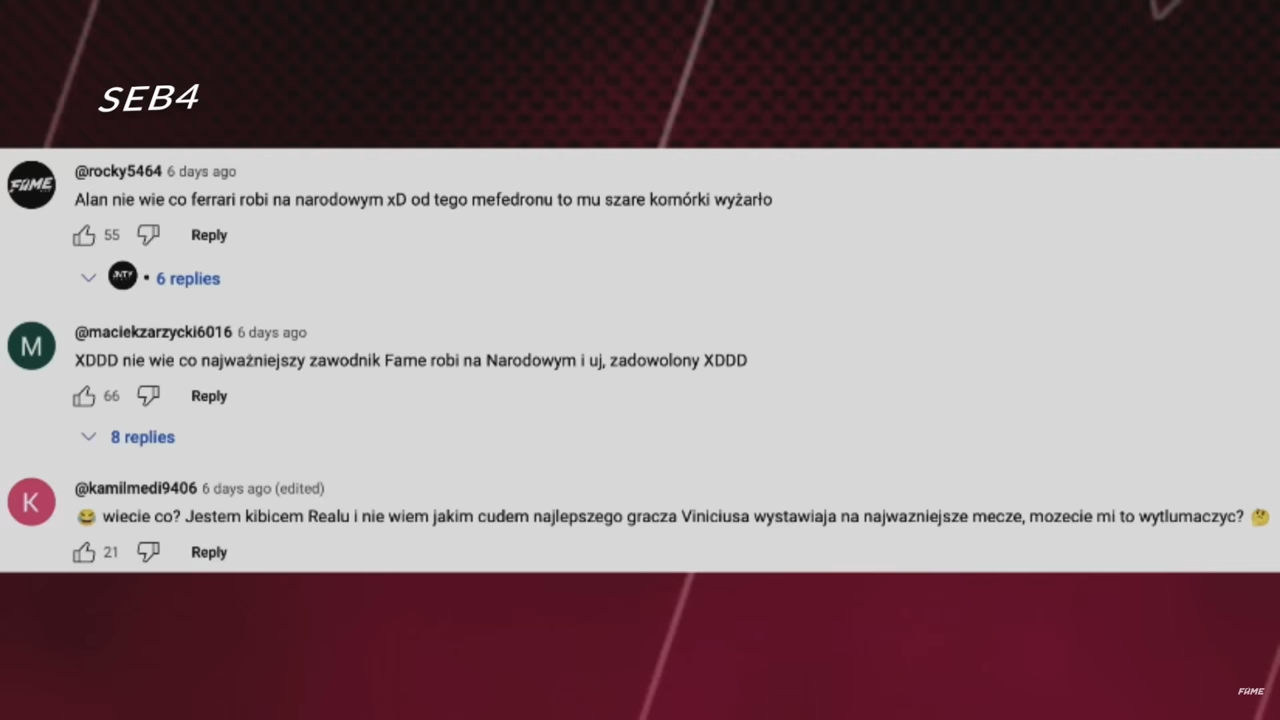 SEB4
FAME
@rocky5464 6 days ago
Alan nie wie co ferrari robi na narodowym xD od tego mefedronu to mu szare komórki wyżarło
55 Reply
6 replies
@maciekzarzycki6016 6 days ago
M
XDDD nie wie co najważniejszy zawodnik Fame robi na Narodowym i uj, zadowolony XDDD
66 Reply
8 replies
@kamilmedi9406 6 days ago (edited)
K
😂 wiecie co? Jestem kibicem Realu i nie wiem jakim cudem najlepszego gracza Viniciusa wystawiaja na najwazniejsze mecze, mozecie mi to wytlumaczyc? 🤔
21 Reply
FAME